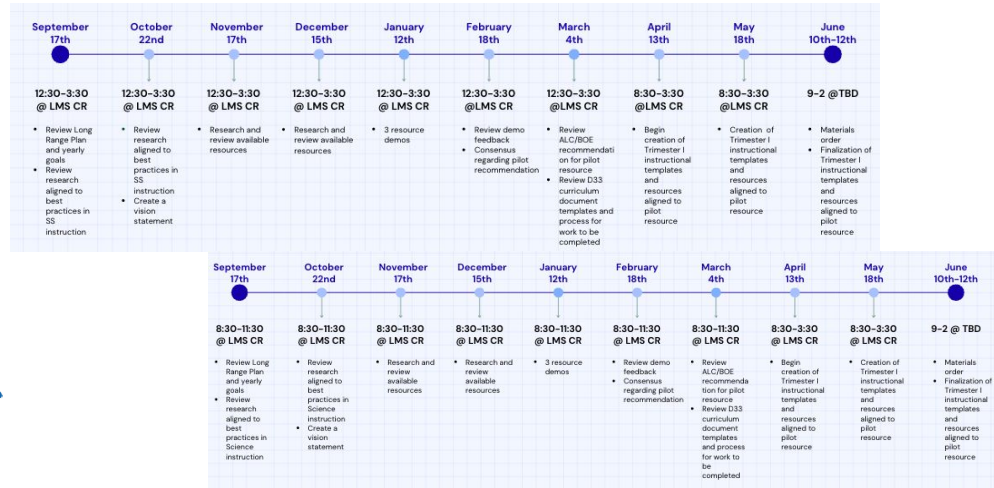 September
17th
October
22nd
November
17th
December
15th
January
12th
February
18th
March
4th
April
13th
May
18th
June
10th-12th
12:30-3:30
@ LMS CR
12:30-3:30
@ LMS CR
12:30-3:30
@ LMS CR
12:30-3:30
@ LMS CR
12:30-3:30
@ LMS CR
12:30-3:30
@ LMS CR
12:30-3:30
@ LMS CR
8:30-3:30
@LMS CR
8:30-3:30
@LMS CR
9-2 @TBD
• Review Long
Range Plan
and yearly
goals
• Review
research
aligned to
best
practices in
SS
instruction
• Review
research
aligned to
best
practices in
SS
instruction
• Create a
vision
statement
• Research and
review available
resources
• Research and
review available
resources
• 3 resource
demos
• Review demo
feedback
• Consensus
regarding pilot
recommendation
• Review
ALC/BOE
recommendati
on for pilot
resource
• Review D33
curriculum
document
templates and
process for
work to be
completed
• Begin
creation of
Trimester I
instructional
templates
and
resources
aligned to
pilot
resource
• Creation of
Trimester I
instructional
templates
and
resources
aligned to
pilot
resource
• Materials
order
• Finalization of
Trimester I
instructional
templates
and
resources
aligned to
pilot
resource
September
17th
October
22nd
November
17th
December
15th
January
12th
February
18th
March
4th
April
13th
May
18th
June
10th-12th
8:30-11:30
@ LMS CR
8:30-11:30
@ LMS CR
8:30-11:30
@ LMS CR
8:30-11:30
@ LMS CR
8:30-11:30
@ LMS CR
8:30-11:30
@ LMS CR
8:30-11:30
@ LMS CR
8:30-3:30
@ LMS CR
8:30-3:30
@ LMS CR
9-2 @ TBD
• Review Long
Range Plan
and yearly
goals
• Review
research
aligned to
best
practices in
Science
instruction
• Review
research
aligned to
best
practices in
Science
instruction
• Create a
vision
statement
• Research and
review
available
resources
• Research and
review
available
resources
• 3 resource
demos
• Review demo
feedback
• Consensus
regarding pilot
recommendation
• Review
ALC/BOE
recommenda
tion for pilot
resource
• Review D33
curriculum
document
templates
and process
for work to
be
completed
• Begin
creation of
Trimester I
instructional
templates
and
resources
aligned to
pilot
resource
• Creation of
Trimester I
instructional
templates
and
resources
aligned to
pilot
resource
• Materials
order
• Finalization of
Trimester I
instructional
templates
and
resources
aligned to
pilot
resource